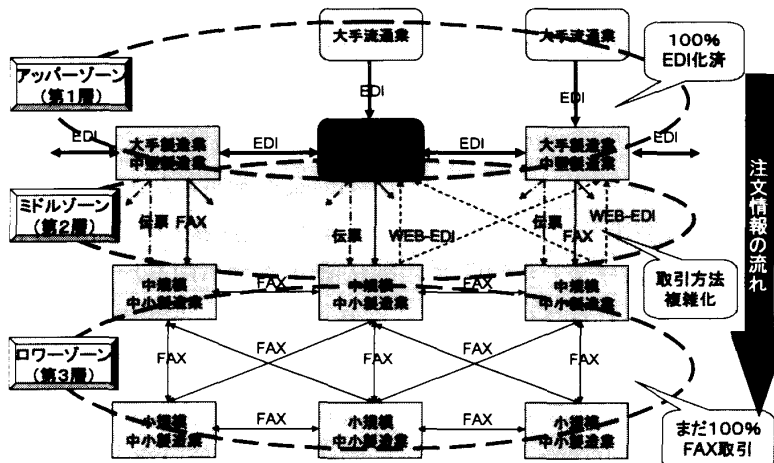 大手流通業
大手流通業
100%
EDI化済
アッパーゾーン
(第1層)
EDI
EDI
EDI
EDI
EDI
EDI
大手製造業
中堅製造業
大手製造業
中堅製造業
ミドルゾーン
(第2層)
伝票
FAX
伝票
WEB-EDI
伝票
FAX
WEB-EDI
取引方法
複雑化
注文情報の流れ
中規模
中小製造業
FAX
中規模
中小製造業
FAX
中規模
中小製造業
ロワーゾーン
(第3層)
FAX
FAX
FAX
FAX
FAX
小規模
中小製造業
FAX
小規模
中小製造業
FAX
小規模
中小製造業
まだ100%
FAX取引